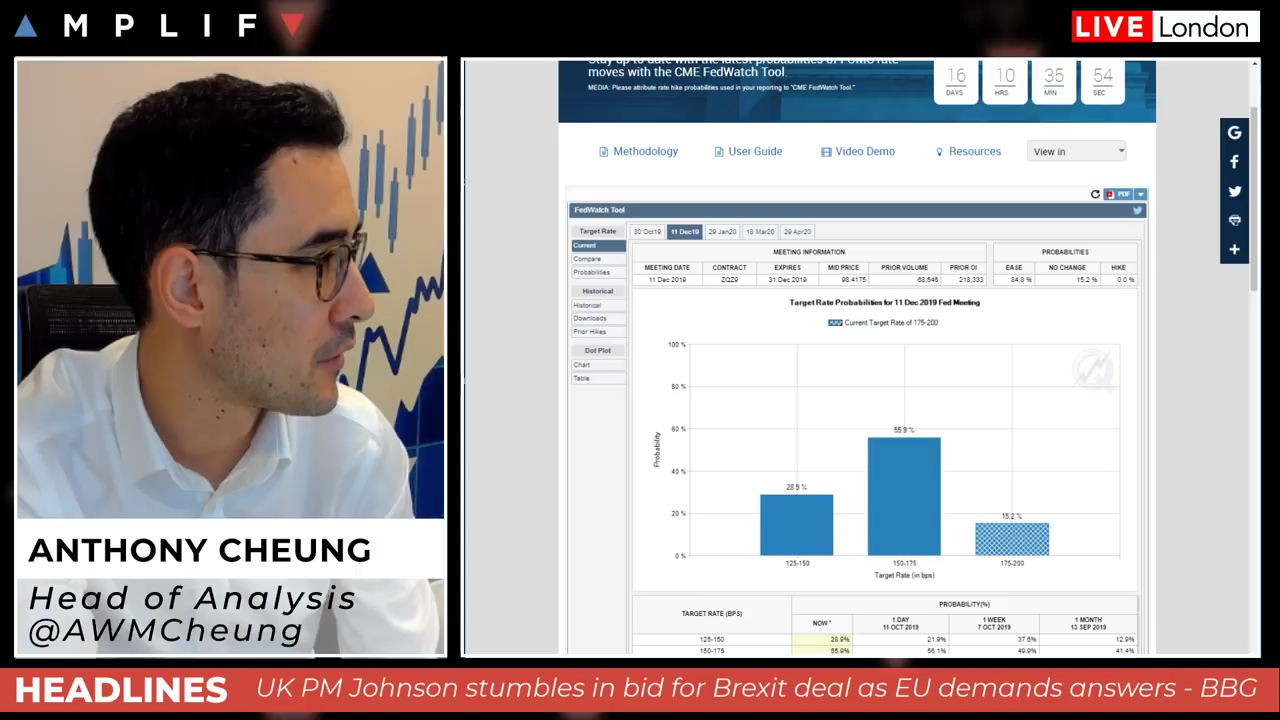 AMPLIFY
LIVE London
Stay up to date with the latest probabilities of FOMC rate
moves with the CME FedWatch Tool.
MEDIA: Please attribute rate hike probabilities used in your reporting to "CME FedWatch Tool."
16 10 35 54
DAYS HRS MIN SEC
Methodology User Guide Video Demo Resources View in
PDF
FedWatch Tool
Target Rate
Current
Compare
Probabilities
Historical
Historical
Downloads
Prior Hikes
Dot Plot
Chart
Table
30 Oct19 11 Dec19 29 Jan20 18 Mar20 29 Apr20
MEETING INFORMATION PROBABILITIES
MEETING DATE CONTRACT EXPIRES MID PRICE PRIOR VOLUME PRIOR OI EASE NO CHANGE HIKE
11 Dec 2019 ZQZ9 31 Dec 2019 98.4175 68,546 218,333 84.8 % 15.2 % 0.0 %
Target Rate Probabilities for 11 Dec 2019 Fed Meeting
Current Target Rate of 175-200
100 %
80 %
60 %
40 %
20 %
0 %
Probability
28.9 %
55.9 %
15.2 %
125-150 150-175 175-200
Target Rate (in bps)
TARGET RATE (BPS) PROBABILITY(%)
NOW * 1 DAY 1 WEEK 1 MONTH
11 OCT 2019 7 OCT 2019 13 SEP 2019
125-150 28.9% 21.9% 37.6% 12.9%
150-175 55.9% 56.1% 49.9% 41.4%
ANTHONY CHEUNG
Head of Analysis
@AWMCheung
HEADLINES UK PM Johnson stumbles in bid for Brexit deal as EU demands answers - BBG